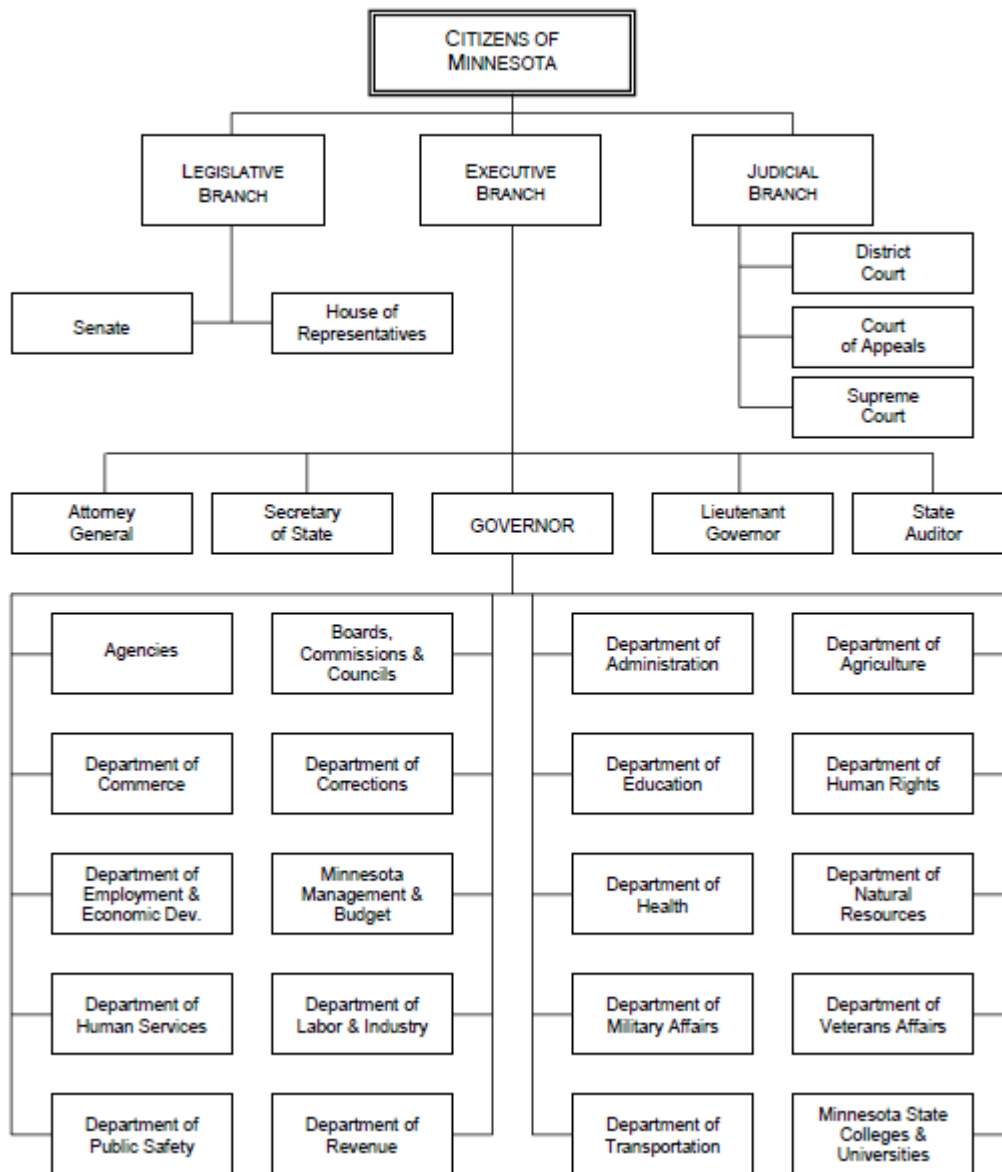 CITIZENS OF
MINNESOTA
LEGISLATIVE
BRANCH
EXECUTIVE
BRANCH
JUDICIAL
BRANCH
District
Court
Senate
House of
Representatives
Court
of Appeals
Supreme
Court
Attorney
General
Secretary
of State
GOVERNOR
Lieutenant
Governor
State
Auditor
Agencies
Boards,
Commissions &
Councils
Department of
Administration
Department of
Agriculture
Department of
Commerce
Department of
Corrections
Department of
Education
Department of
Human Rights
Department of
Employment &
Economic Dev.
Minnesota
Management &
Budget
Department of
Health
Department of
Natural
Resources
Department of
Human Services
Department of
Labor & Industry
Department of
Military Affairs
Department of
Veterans Affairs
Department of
Public Safety
Department of
Revenue
Department of
Transportation
Minnesota State
Colleges &
Universities